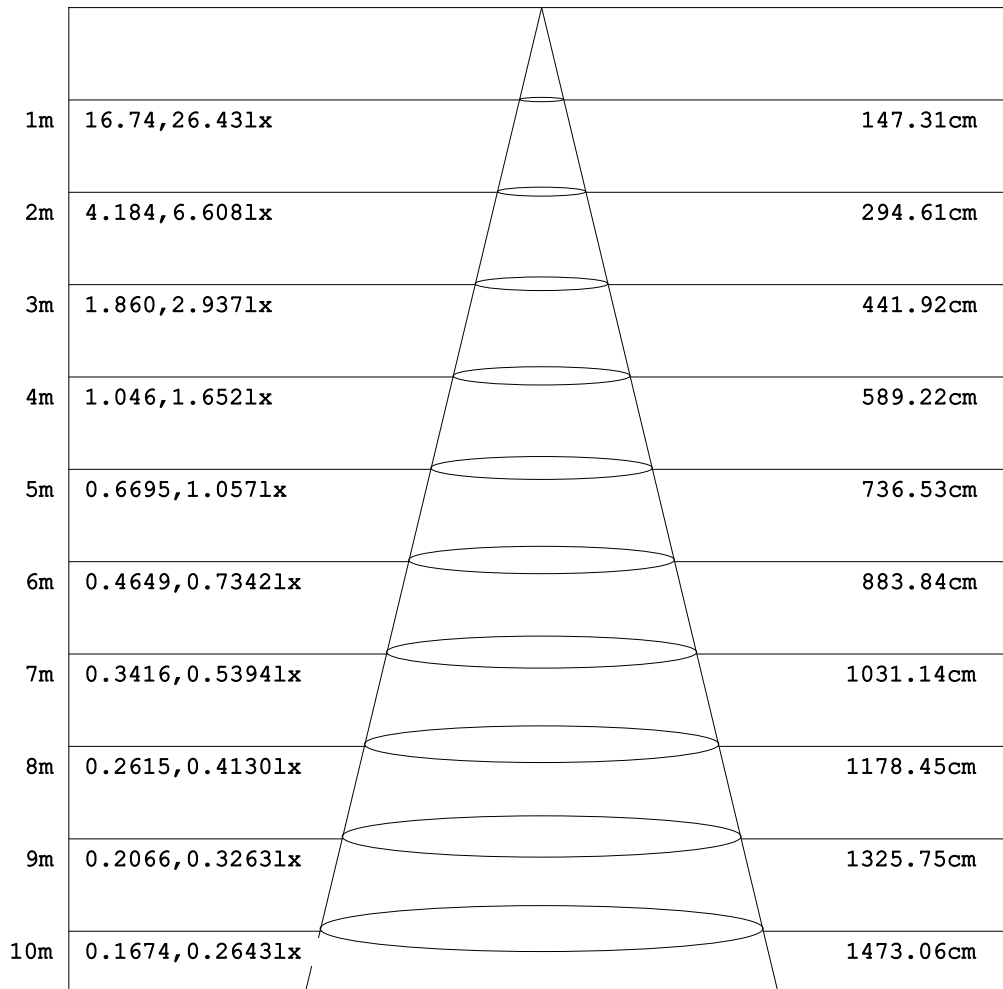 1m 16.74,26.43lx 147.31cm
2m 4.184,6.608lx 294.61cm
3m 1.860,2.937lx 441.92cm
4m 1.046,1.652lx 589.22cm
5m 0.6695,1.057lx 736.53cm
6m 0.4649,0.7342lx 883.84cm
7m 0.3416,0.5394lx 1031.14cm
8m 0.2615,0.4130lx 1178.45cm
9m 0.2066,0.3263lx 1325.75cm
10m 0.1674,0.2643lx 1473.06cm